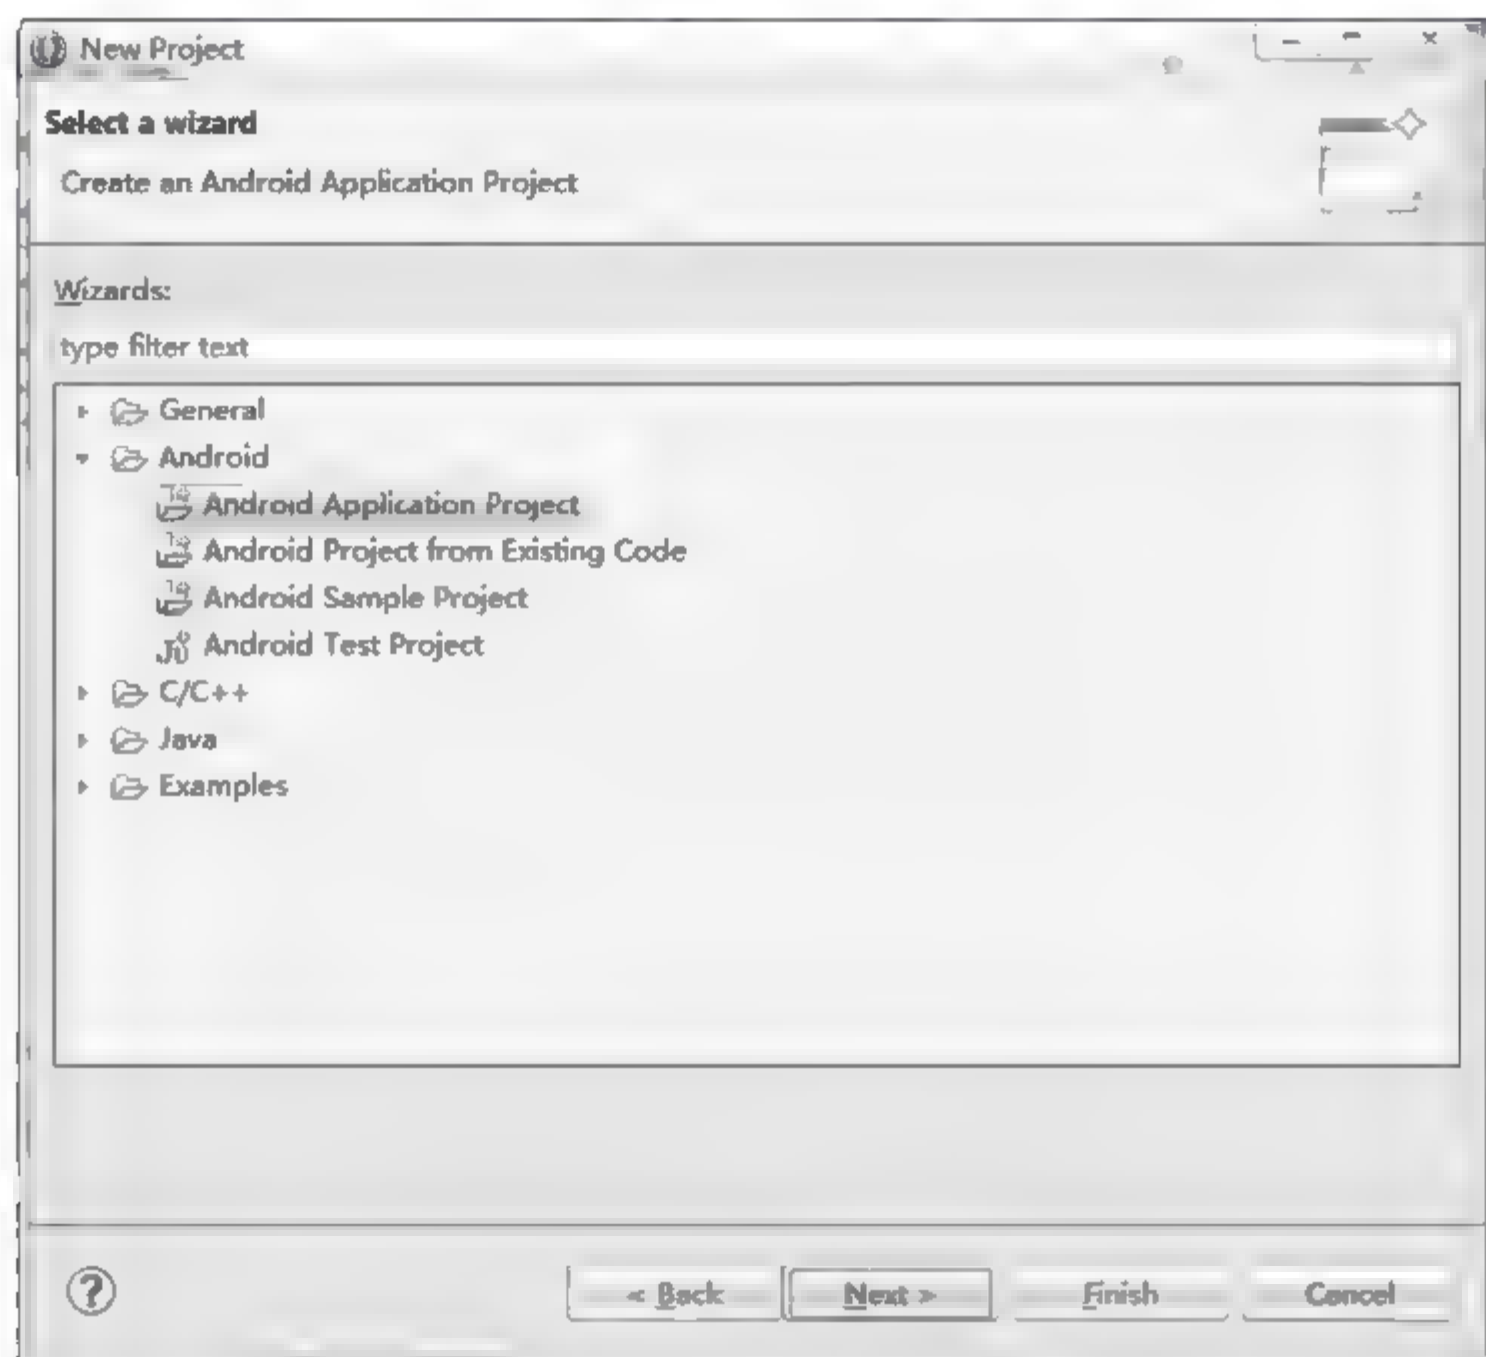 New Project
Select a wizard
Create an Android Application Project
Wizards:
type filter text
General
Android
Android Application Project
Android Project from Existing Code
Android Sample Project
Android Test Project
C/C++
Java
Examples
< Back Next > Finish Cancel